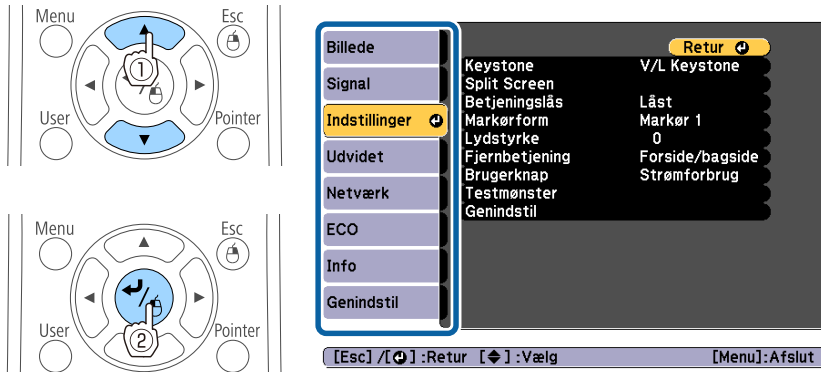 Menu
Esc
1
User
Pointer
Menu
Esc
User
2
Pointer
Billede
Signal
Indstillinger
Udvidet
Netværk
ECO
Info
Genindstil
Retur
Keystone V/L Keystone
Split Screen
Betjeningslås Låst
Markørform Markør 1
Lydstyrke 0
Fjernbetjening Forside/bagside
Brugerknap Strømforbrug
Testmønster
Genindstil
[Esc] /[ ] :Retur [ ] :Vælg [Menu]:Afslut